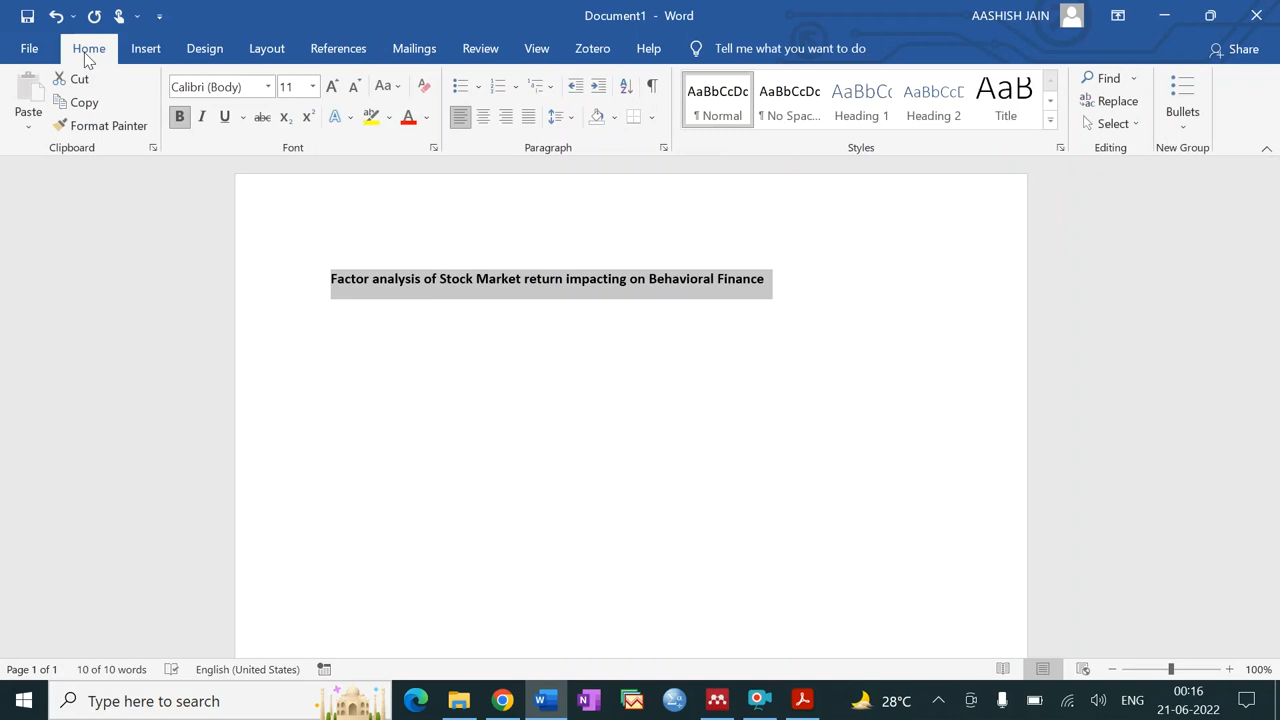 Document1 - Word
AASHISH JAIN
File Home Insert Design Layout References Mailings Review View Zotero Help Tell me what you want to do Share
Paste
Cut
Copy
Format Painter
Clipboard
Calibri (Body) 11
Font
Paragraph
AaBbCcDc AaBbCcDc AaBbCc AaBbCcD AaB
¶ Normal ¶ No Spac... Heading 1 Heading 2 Title
Styles
Find
Replace
Select
Editing
Bullets
New Group
Factor analysis of Stock Market return impacting on Behavioral Finance
Page 1 of 1 10 of 10 words English (United States) 100%
Type here to search
28°C ENG 00:16
21-06-2022